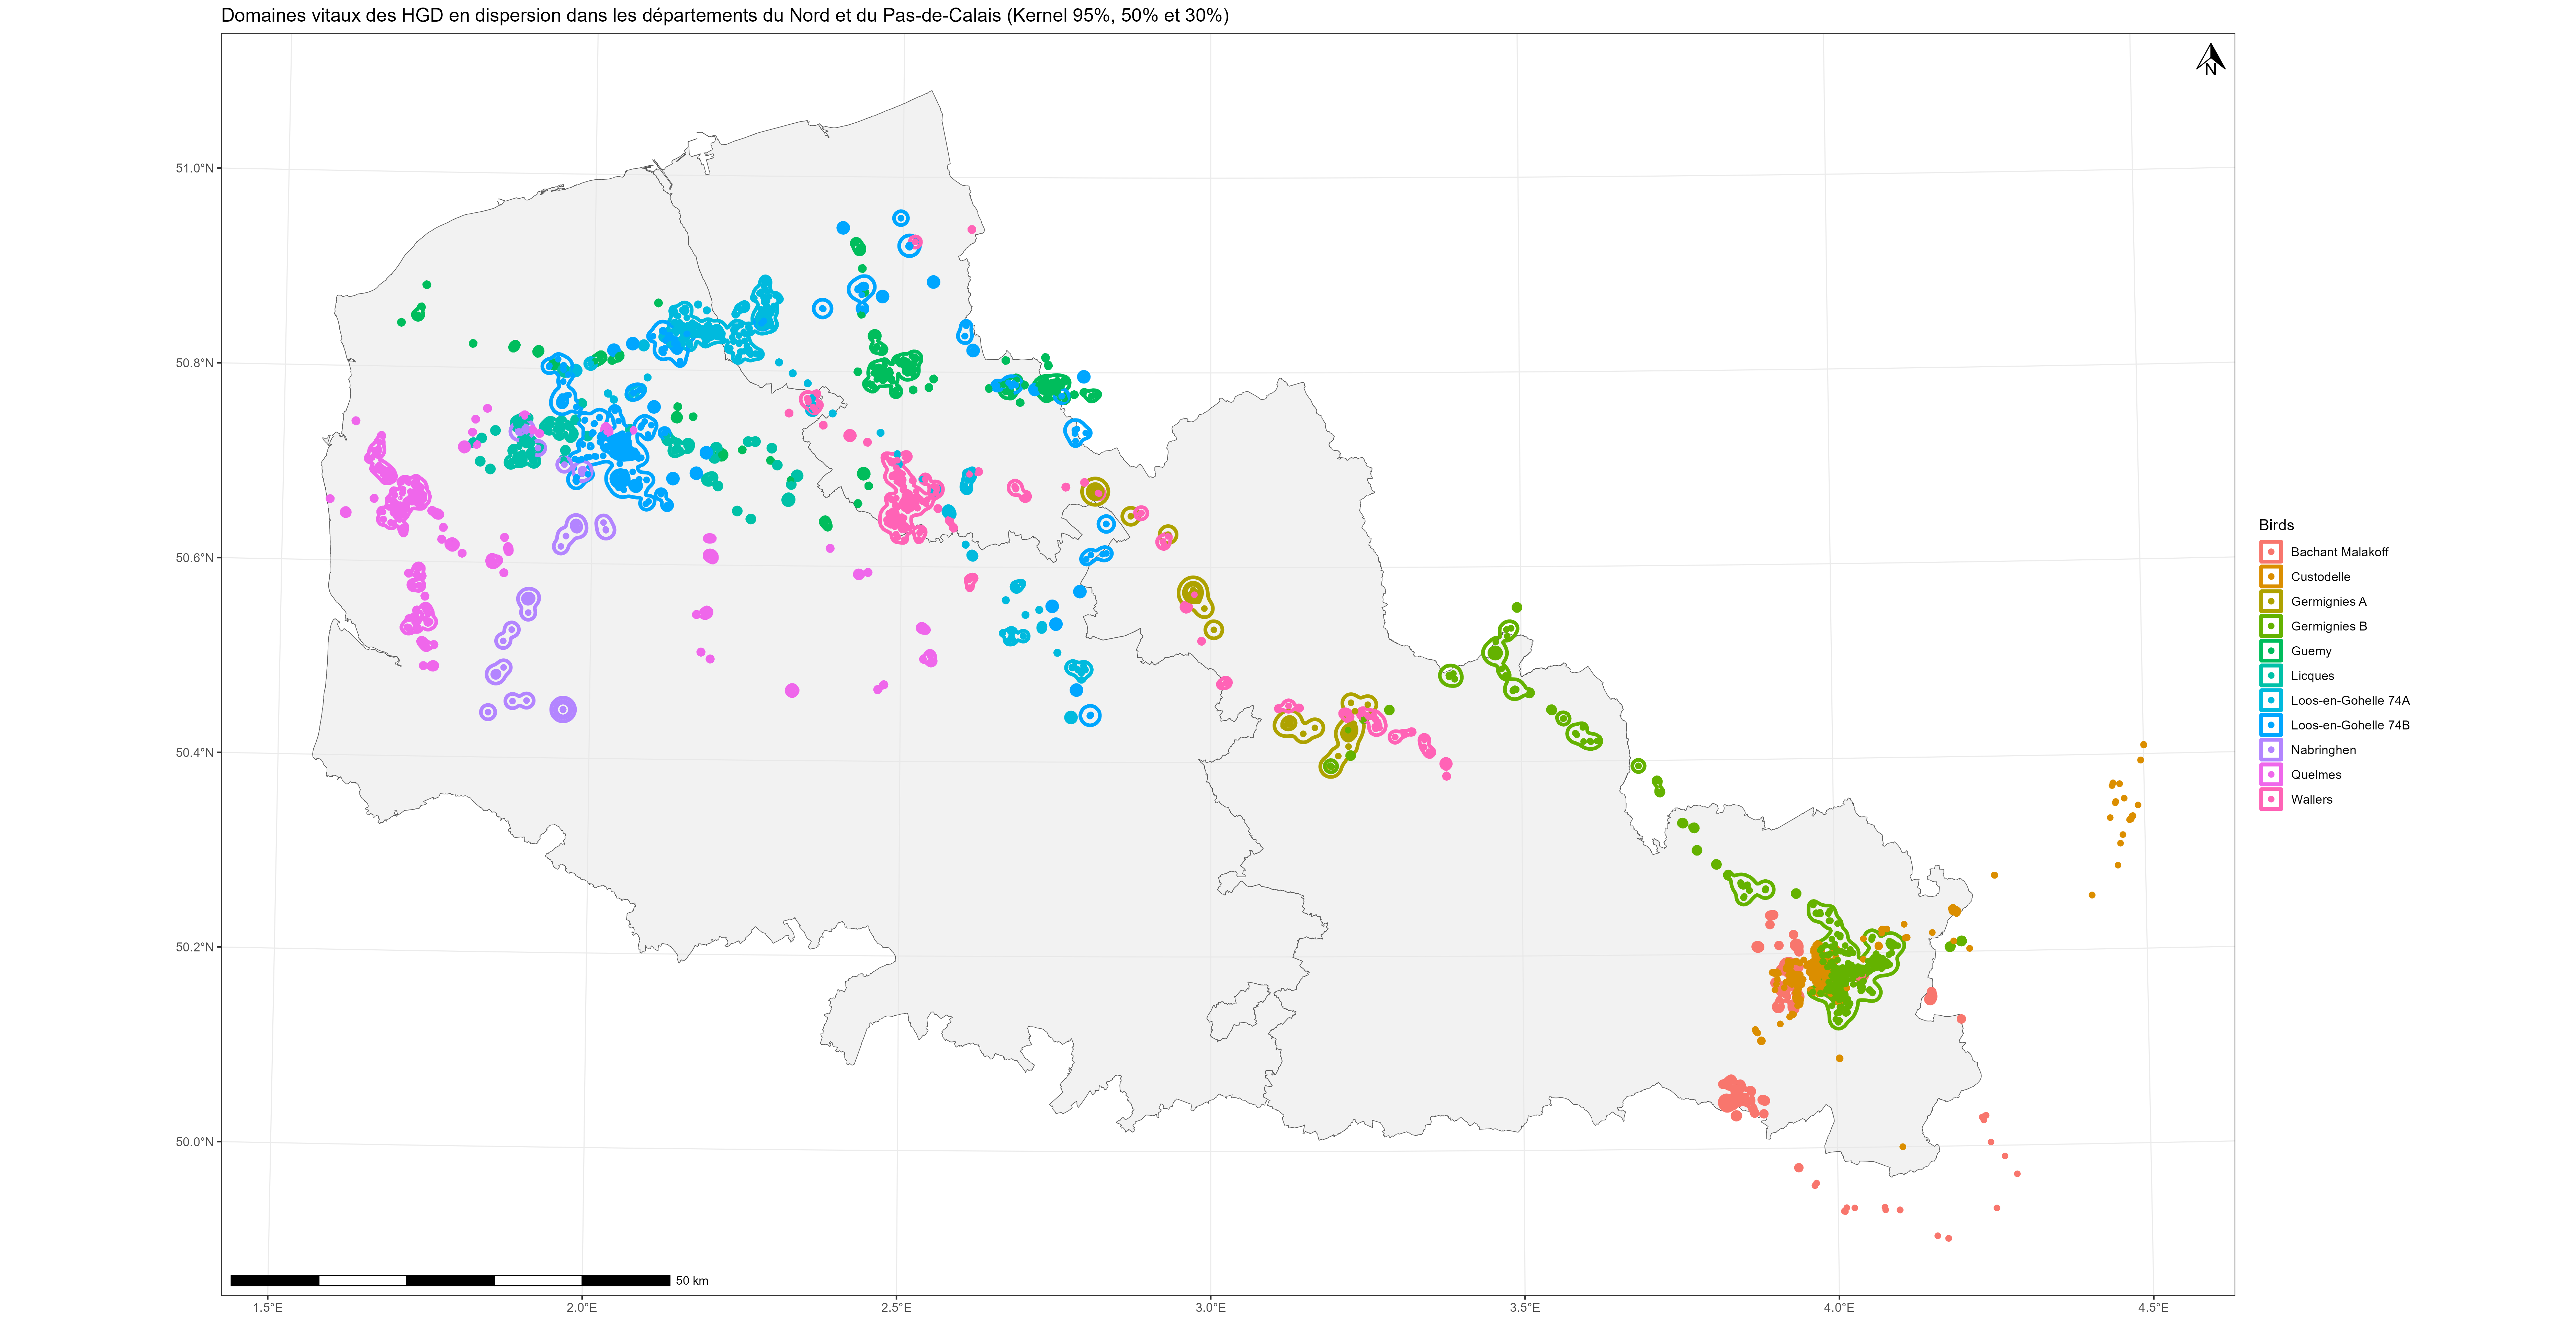 Domaines vitaux des HGD en dispersion dans les départements du Nord et du Pas-de-Calais (Kernel 95%, 50% et 30%)
N
51.0°N
50.8°N
50.6°N
50.4°N
50.2°N
50.0°N
50 km
1.5°E
2.0°E
2.5°E
3.0°E
3.5°E
4.0°E
4.5°E
Birds
Bachant Malakoff
Custodelle
Germignies A
Germignies B
Guemy
Licques
Loos-en-Gohelle 74A
Loos-en-Gohelle 74B
Nabringhen
Quelmes
Wallers